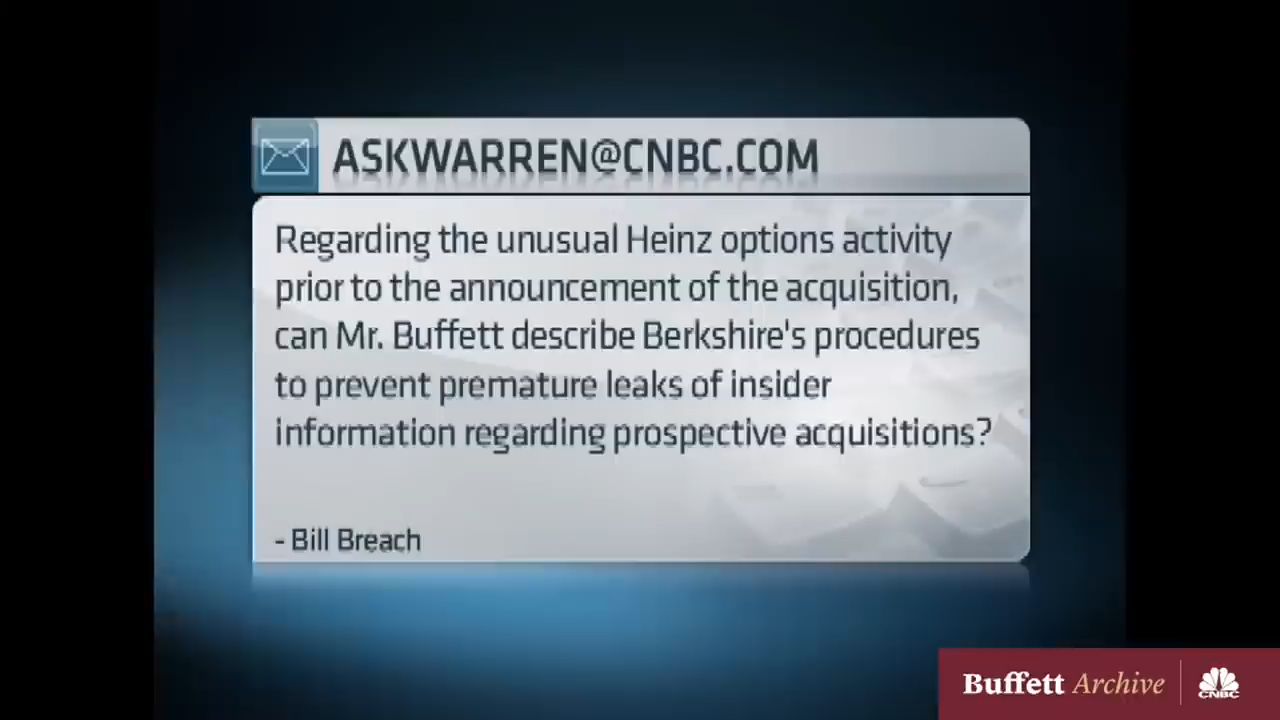 ASKWARREN@CNBC.COM
Regarding the unusual Heinz options activity
prior to the announcement of the acquisition,
can Mr. Buffett describe Berkshire's procedures
to prevent premature leaks of insider
information regarding prospective acquisitions?
- Bill Breach
Buffett Archive
CNBC